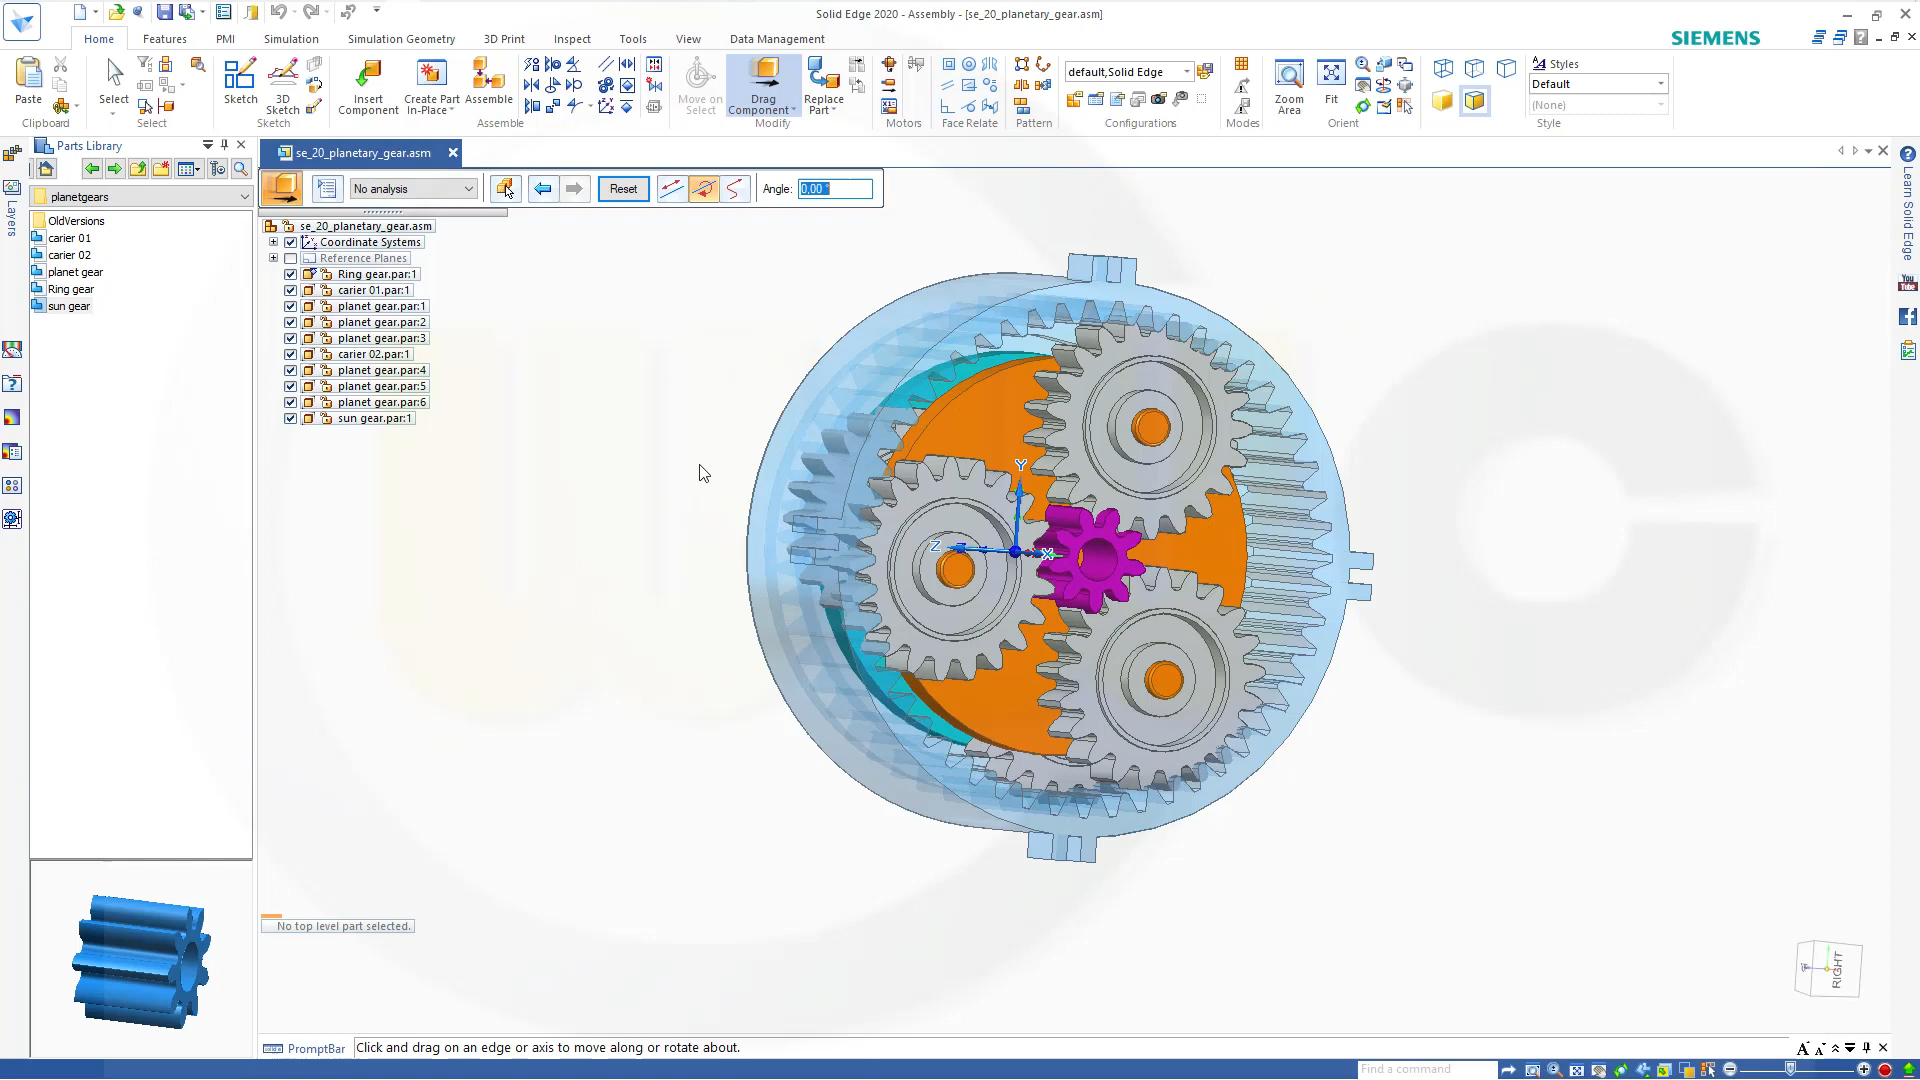 Solid Edge 2020 - Assembly - [se_20_planetary_gear.asm]
Home Features PMI Simulation Simulation Geometry 3D Print Inspect Tools View Data Management
SIEMENS
Paste
Clipboard
Select
Select
Sketch
3D
Sketch
Sketch
Insert
Component
Create Part
In-Place
Assemble
Assemble
Move on
Select
Drag
Component
Replace
Part
Modify
Motors
Face Relate
Pattern
default,Solid Edge
Configurations
Modes
Zoom
Area
Fit
Orient
Styles
Default
(None)
Style
Parts Library
planetgears
OldVersions
carier 01
carier 02
planet gear
Ring gear
sun gear
Layers
se_20_planetary_gear.asm
No analysis
Reset
Angle: 0,00 °
se_20_planetary_gear.asm
Coordinate Systems
Reference Planes
Ring gear.par:1
carier 01.par:1
planet gear.par:1
planet gear.par:2
planet gear.par:3
carier 02.par:1
planet gear.par:4
planet gear.par:5
planet gear.par:6
sun gear.par:1
Y
Z
X
No top level part selected.
RIGHT
Learn Solid Edge
You
Tube
PromptBar
Click and drag on an edge or axis to move along or rotate about.
Find a command